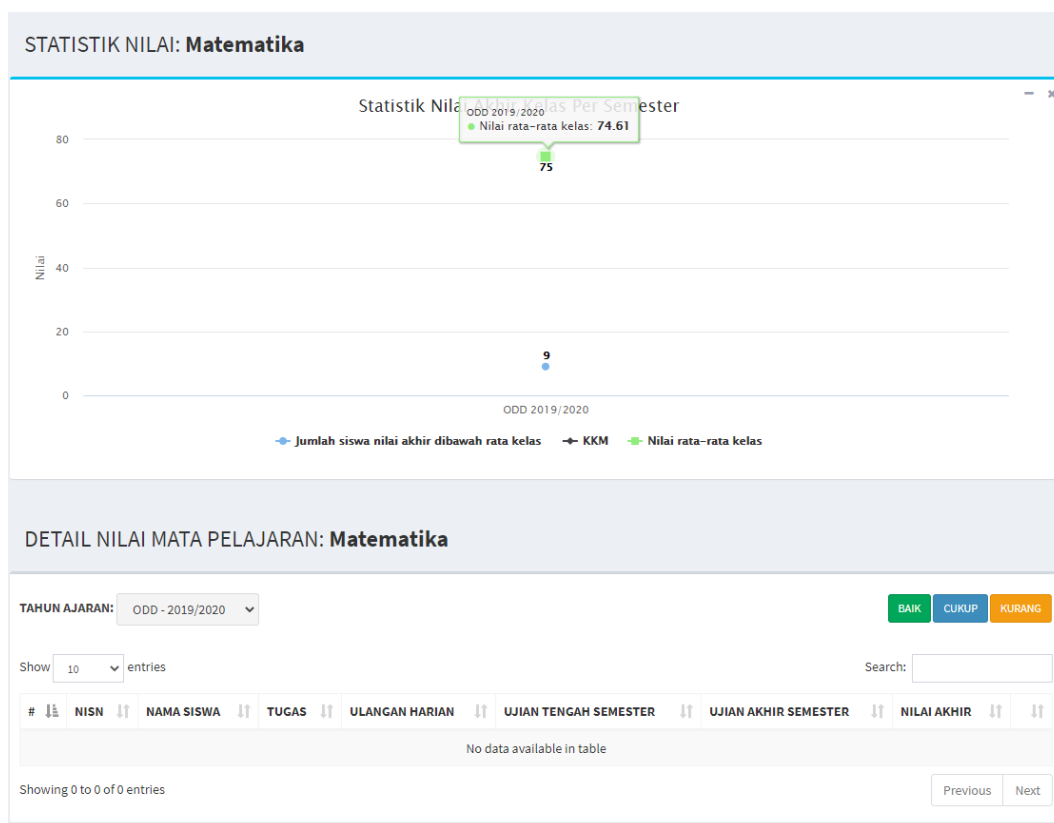 STATISTIK NILAI: Matematika
Statistik Nilai Akhir Kelas Per Semester
ODD 2019/2020
Nilai rata-rata kelas: 74.61
80
75
60
Nilai
40
20
9
0
ODD 2019/2020
Jumlah siswa nilai akhir dibawah rata kelas KKM Nilai rata-rata kelas
DETAIL NILAI MATA PELAJARAN: Matematika
TAHUN AJARAN: ODD - 2019/2020 BAIK CUKUP KURANG
Show 10 entries Search:
# NISN NAMA SISWA TUGAS ULANGAN HARIAN UJIAN TENGAH SEMESTER UJIAN AKHIR SEMESTER NILAI AKHIR
No data available in table
Showing 0 to 0 of 0 entries Previous Next